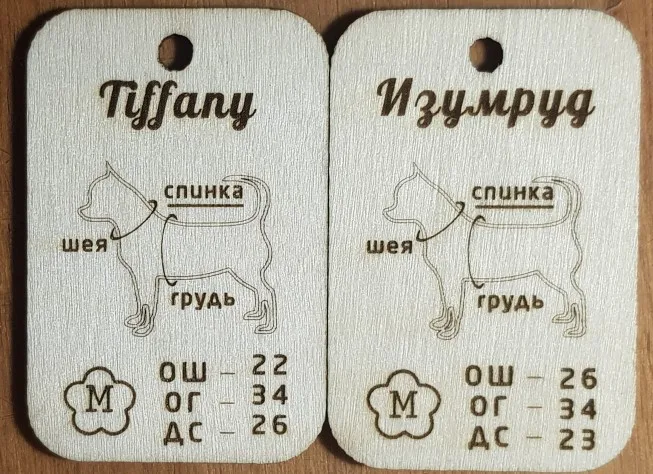 Tiffany
спинка
шея
грудь
М
ОШ – 22
ОГ – 34
ДС – 26
Изумруд
спинка
шея
грудь
М
ОШ – 26
ОГ – 34
ДС – 23